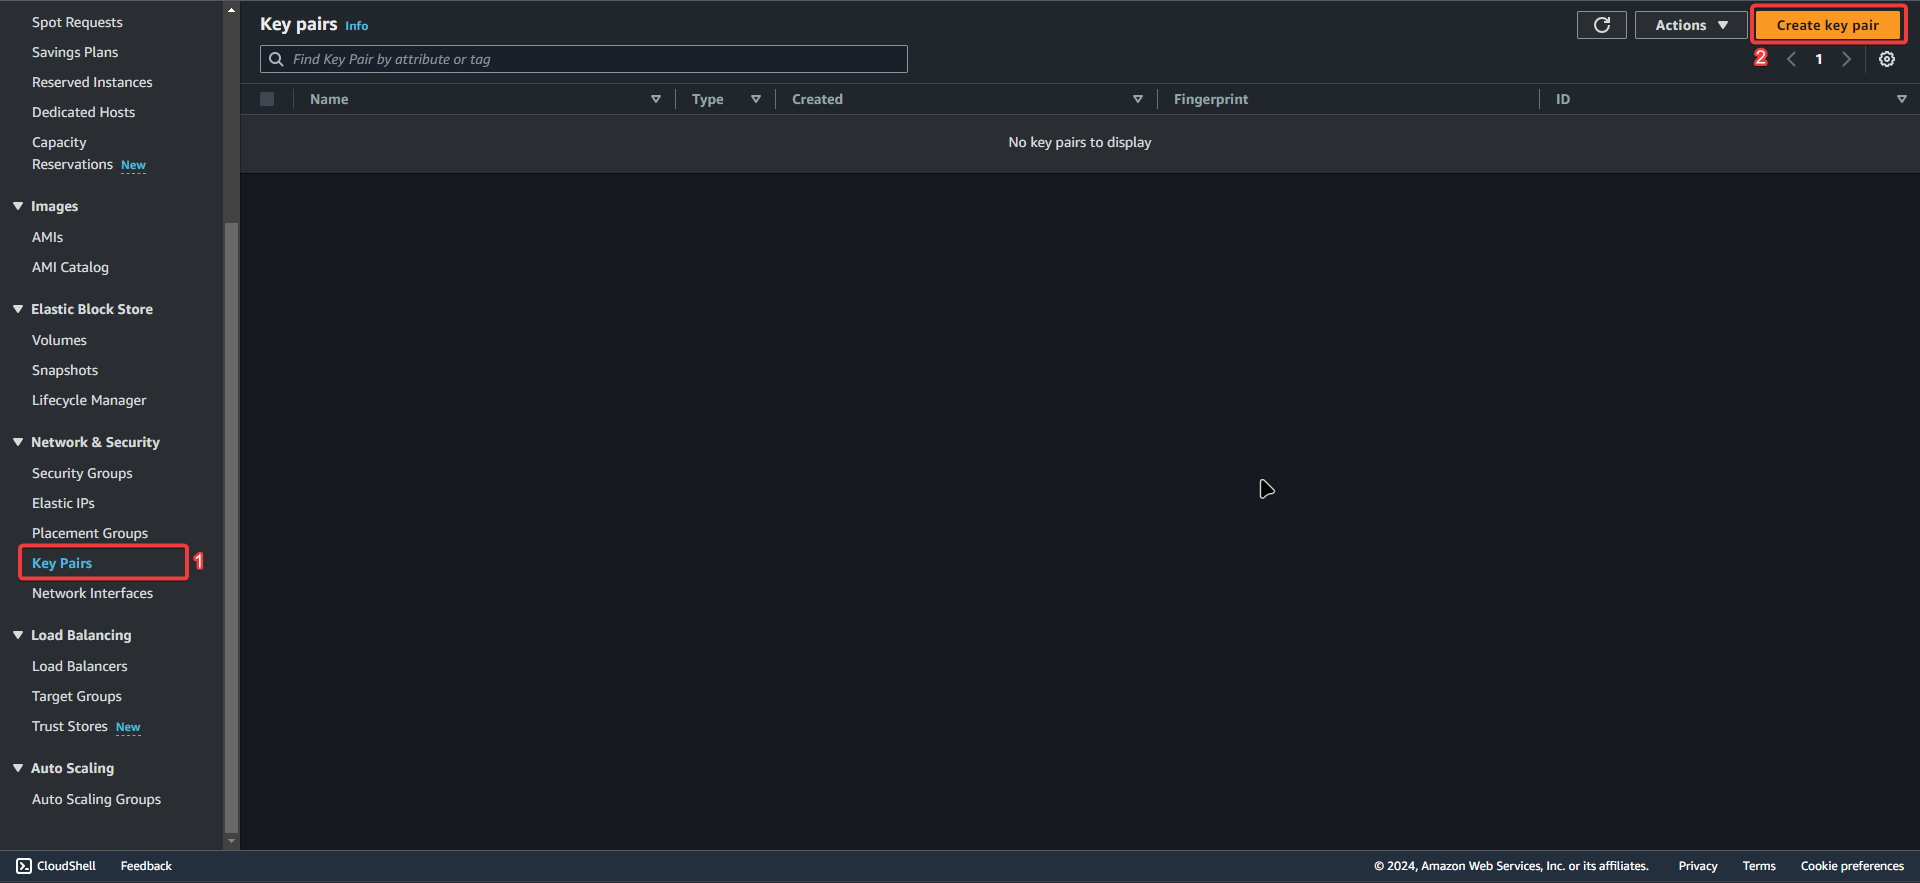 Spot Requests
Savings Plans
Reserved Instances
Dedicated Hosts
Capacity
Reservations New
Images
AMIs
AMI Catalog
Elastic Block Store
Volumes
Snapshots
Lifecycle Manager
Network & Security
Security Groups
Elastic IPs
Placement Groups
Key Pairs 1
Network Interfaces
Load Balancing
Load Balancers
Target Groups
Trust Stores New
Auto Scaling
Auto Scaling Groups
Key pairs Info
Actions
Create key pair
Find Key Pair by attribute or tag
2
1
Name Type Created Fingerprint ID
No key pairs to display
CloudShell Feedback
© 2024, Amazon Web Services, Inc. or its affiliates. Privacy Terms Cookie preferences